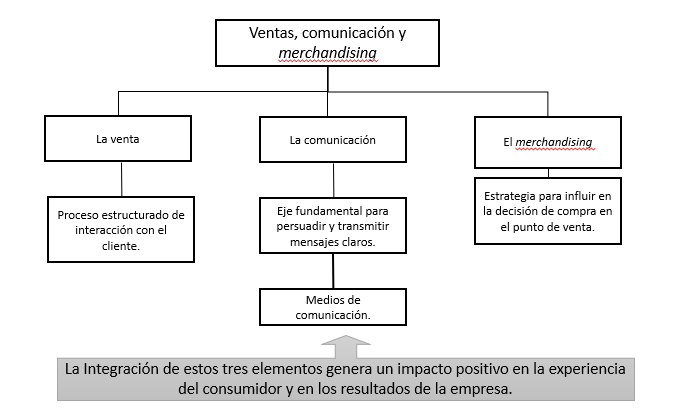 Ventas, comunicación y
merchandising
La venta
La comunicación
El merchandising
Proceso estructurado de
interacción con el
cliente.
Eje fundamental para
persuadir y transmitir
mensajes claros.
Estrategia para influir en
la decisión de compra en
el punto de venta.
Medios de
comunicación.
La Integración de estos tres elementos genera un impacto positivo en la experiencia
del consumidor y en los resultados de la empresa.